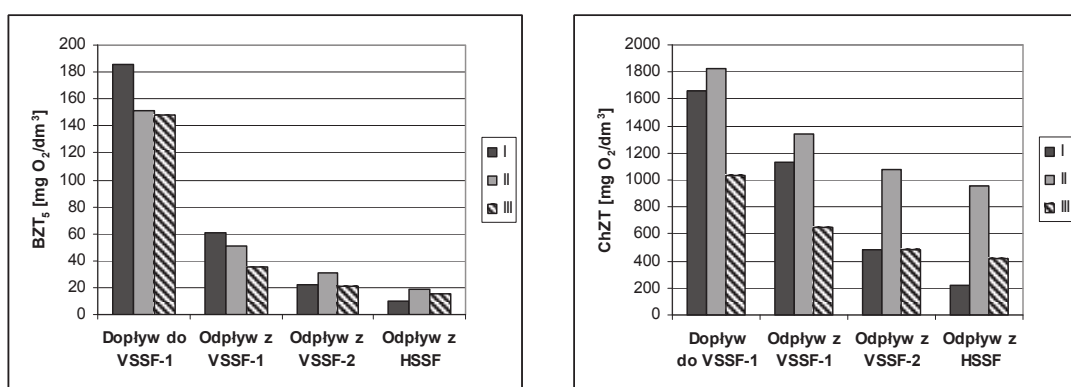 BZT5 [mg O2/dm³]
200
180
160
140
120
100
80
60
40
20
0
Dopływ do
VSSF-1
Odpływ z
VSSF-1
Odpływ z
VSSF-2
Odpływ z
HSSF
I
II
III
ChZT [mg O2/dm³]
2000
1800
1600
1400
1200
1000
800
600
400
200
0
Dopływ
do VSSF-1
Odpływ z
VSSF-1
Odpływ z
VSSF-2
Odpływ z
HSSF
I
II
III